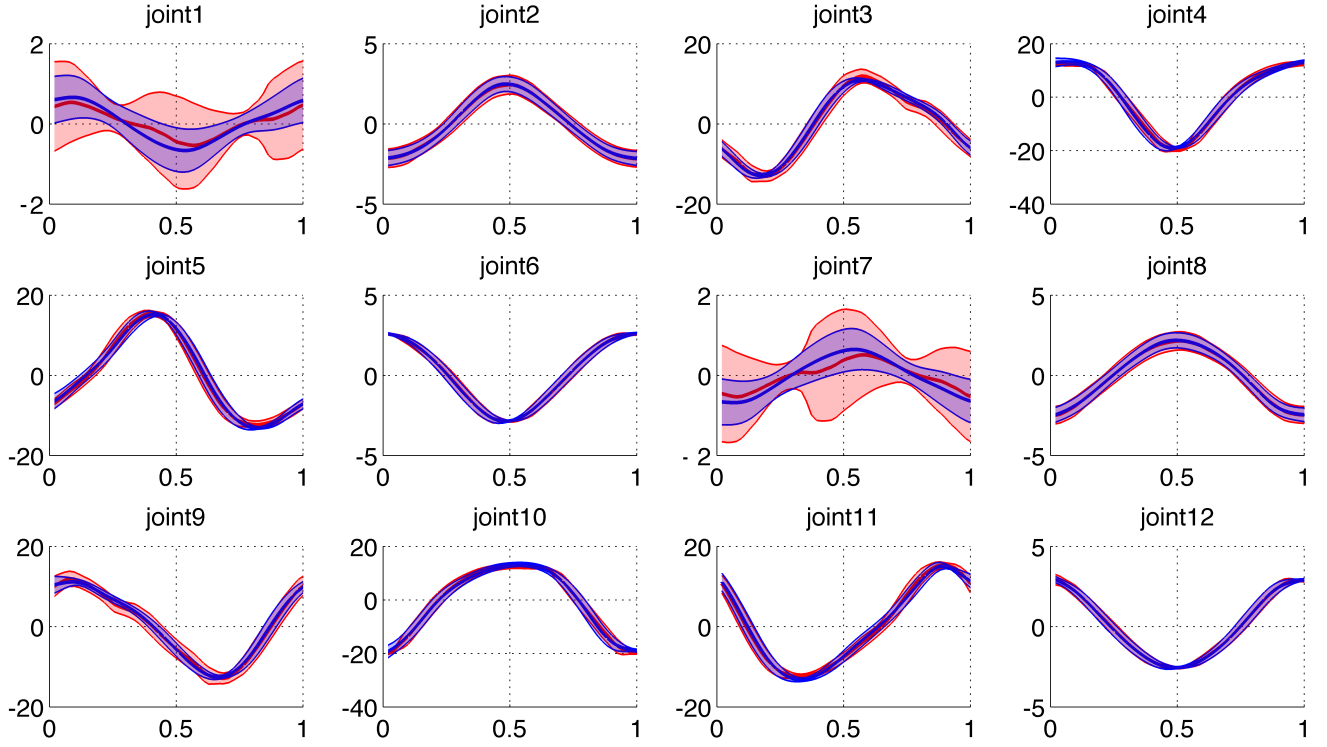 joint1 joint2 joint3 joint4
2 5 20 20
0 0 0 0
-20
-2 -5 -20 -40
0 0.5 1 0 0.5 1 0 0.5 1 0 0.5 1
joint5 joint6 joint7 joint8
20 5 2 5
0 0 0 0
-20 -5 - 2 -5
0 0.5 1 0 0.5 1 0 0.5 1 0 0.5 1
joint9 joint10 joint11 joint12
20 20 20 5
0 0 0 0
-20
-20 -40 -20 -5
0 0.5 1 0 0.5 1 0 0.5 1 0 0.5 1